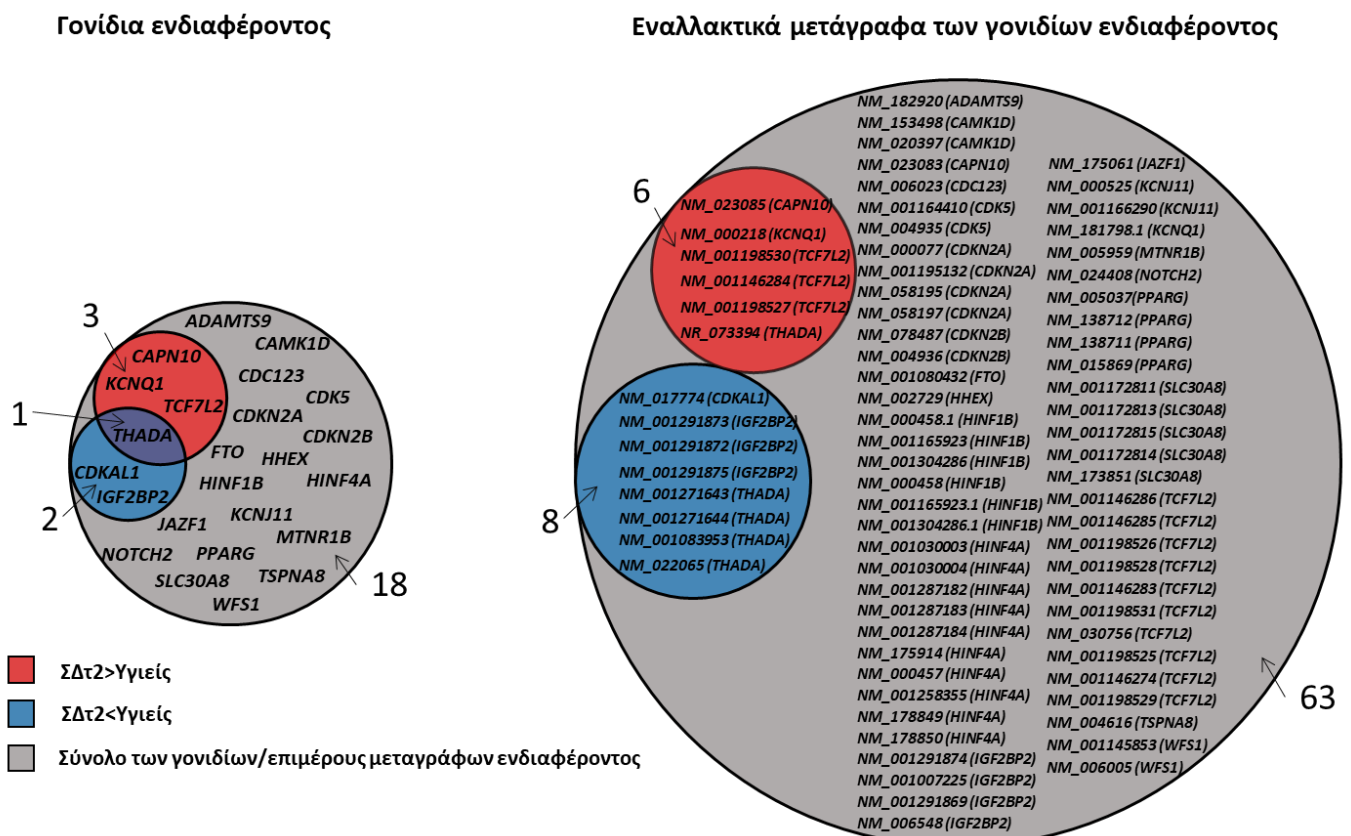 Γονίδια ενδιαφέροντος
Εναλλακτικά μετάγραφα των γονιδίων ενδιαφέροντος
3
1
2
18
ADAMTS9
CAMK1D
CAPN10
CDC123
KCNQ1
CDK5
TCF7L2
CDKN2A
THADA
CDKN2B
FTO
HHEX
CDKAL1
HINF1B
HINF4A
IGF2BP2
JAZF1
KCNJ11
MTNR1B
NOTCH2
PPARG
SLC30A8
TSPNA8
WFS1
ΣΔτ2>Υγιείς
ΣΔτ2<Υγιείς
Σύνολο των γονιδίων/επιμέρους μεταγράφων ενδιαφέροντος
6
NM_023085 (CAPN10)
NM_000218 (KCNQ1)
NM_001198530 (TCF7L2)
NM_001146284 (TCF7L2)
NM_001198527 (TCF7L2)
NR_073394 (THADA)
8
NM_017774 (CDKAL1)
NM_001291873 (IGF2BP2)
NM_001291872 (IGF2BP2)
NM_001291875 (IGF2BP2)
NM_001271643 (THADA)
NM_001271644 (THADA)
NM_001083953 (THADA)
NM_022065 (THADA)
NM_182920 (ADAMTS9)
NM_153498 (CAMK1D)
NM_020397 (CAMK1D)
NM_023083 (CAPN10)
NM_006023 (CDC123)
NM_001164410 (CDK5)
NM_004935 (CDK5)
NM_000077 (CDKN2A)
NM_001195132 (CDKN2A)
NM_058195 (CDKN2A)
NM_058197 (CDKN2A)
NM_078487 (CDKN2B)
NM_004936 (CDKN2B)
NM_001080432 (FTO)
NM_002729 (HHEX)
NM_000458.1 (HINF1B)
NM_001165923 (HINF1B)
NM_001304286 (HINF1B)
NM_000458 (HINF1B)
NM_001165923.1 (HINF1B)
NM_001304286.1 (HINF1B)
NM_001030003 (HINF4A)
NM_001030004 (HINF4A)
NM_001287182 (HINF4A)
NM_001287183 (HINF4A)
NM_001287184 (HINF4A)
NM_175914 (HINF4A)
NM_000457 (HINF4A)
NM_001258355 (HINF4A)
NM_178849 (HINF4A)
NM_178850 (HINF4A)
NM_001291874 (IGF2BP2)
NM_001007225 (IGF2BP2)
NM_001291869 (IGF2BP2)
NM_006548 (IGF2BP2)
NM_175061 (JAZF1)
NM_000525 (KCNJ11)
NM_001166290 (KCNJ11)
NM_181798.1 (KCNQ1)
NM_005959 (MTNR1B)
NM_024408 (NOTCH2)
NM_005037(PPARG)
NM_138712 (PPARG)
NM_138711 (PPARG)
NM_015869 (PPARG)
NM_001172811 (SLC30A8)
NM_001172813 (SLC30A8)
NM_001172815 (SLC30A8)
NM_001172814 (SLC30A8)
NM_173851 (SLC30A8)
NM_001146286 (TCF7L2)
NM_001146285 (TCF7L2)
NM_001198526 (TCF7L2)
NM_001198528 (TCF7L2)
NM_001146283 (TCF7L2)
NM_001198531 (TCF7L2)
NM_030756 (TCF7L2)
NM_001198525 (TCF7L2)
NM_001146274 (TCF7L2)
NM_001198529 (TCF7L2)
NM_004616 (TSPNA8)
NM_001145853 (WFS1)
NM_006005 (WFS1)
63